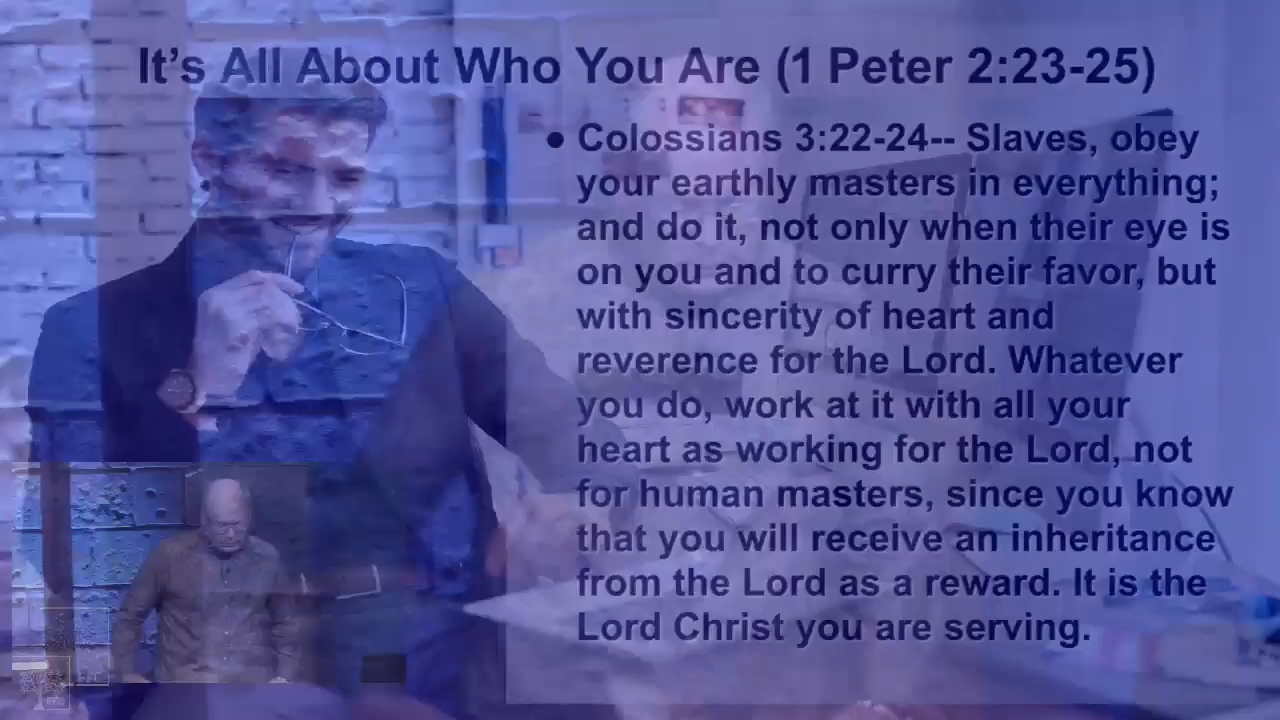 It’s All About Who You Are (1 Peter 2:23-25)
● Colossians 3:22-24-- Slaves, obey
your earthly masters in everything;
and do it, not only when their eye is
on you and to curry their favor, but
with sincerity of heart and
reverence for the Lord. Whatever
you do, work at it with all your
heart as working for the Lord, not
for human masters, since you know
that you will receive an inheritance
from the Lord as a reward. It is the
Lord Christ you are serving.